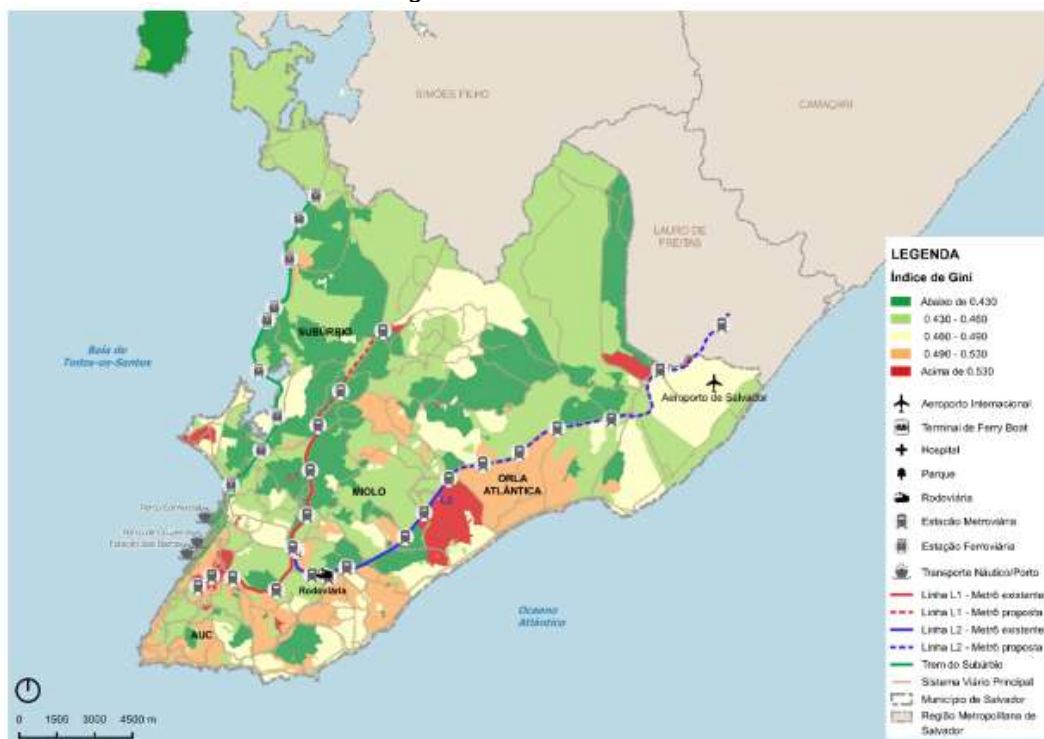 SIMÕES FILHO
CAMAÇARI
LAURO DE
FREITAS
Baía de
Todos-os-Santos
SUBÚRBIO
Aeroporto de Salvador
MIOLO
ORLA
ATLÂNTICA
L2
Rodoviária
AUC
Oceano
Atlântico
0 1500 3000 4500 m
LEGENDA
Índice de Gini
Abaixo de 0.430
0.430 - 0.460
0.460 - 0.490
0.490 - 0.530
Acima de 0.530
Aeroporto Internacional
Terminal de Ferry Boat
Hospital
Parque
Rodoviária
Estacão Metroviária
Estação Ferroviária
Transporte Náutico/Porto
Linha L1 - Metrô existente
Linha L1 - Metrô proposta
Linha L2 - Metrô existente
Linha L2 - Metrô proposta
Trem do Subúrbio
Sistema Viário Principal
Município de Salvador
Região Metropolitana de
Salvador